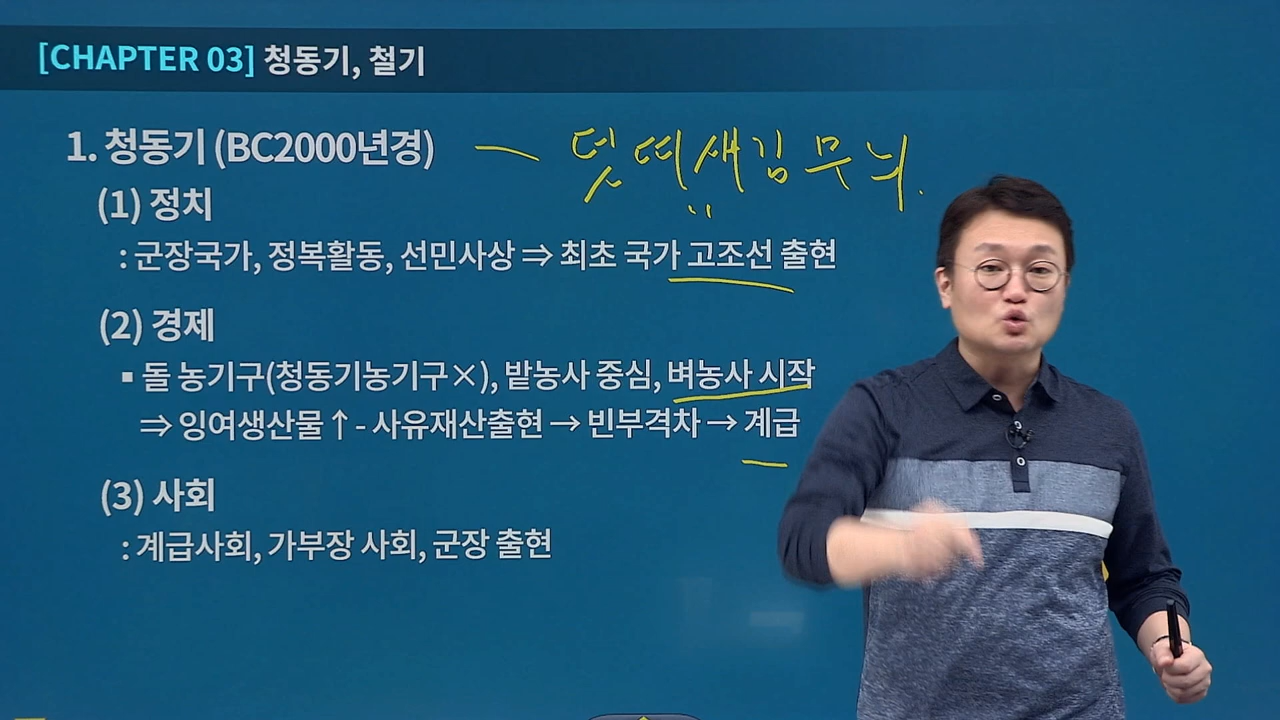 [CHAPTER 03] 청동기, 철기
1. 청동기 (BC2000년경) — 덧띠새김무늬.
(1) 정치
: 군장국가, 정복활동, 선민사상 ⇒ 최초 국가 고조선 출현
(2) 경제
▪ 돌 농기구(청동기농기구×), 밭농사 중심, 벼농사 시작
⇒ 잉여생산물↑ - 사유재산출현 → 빈부격차 → 계급
(3) 사회
: 계급사회, 가부장 사회, 군장 출현